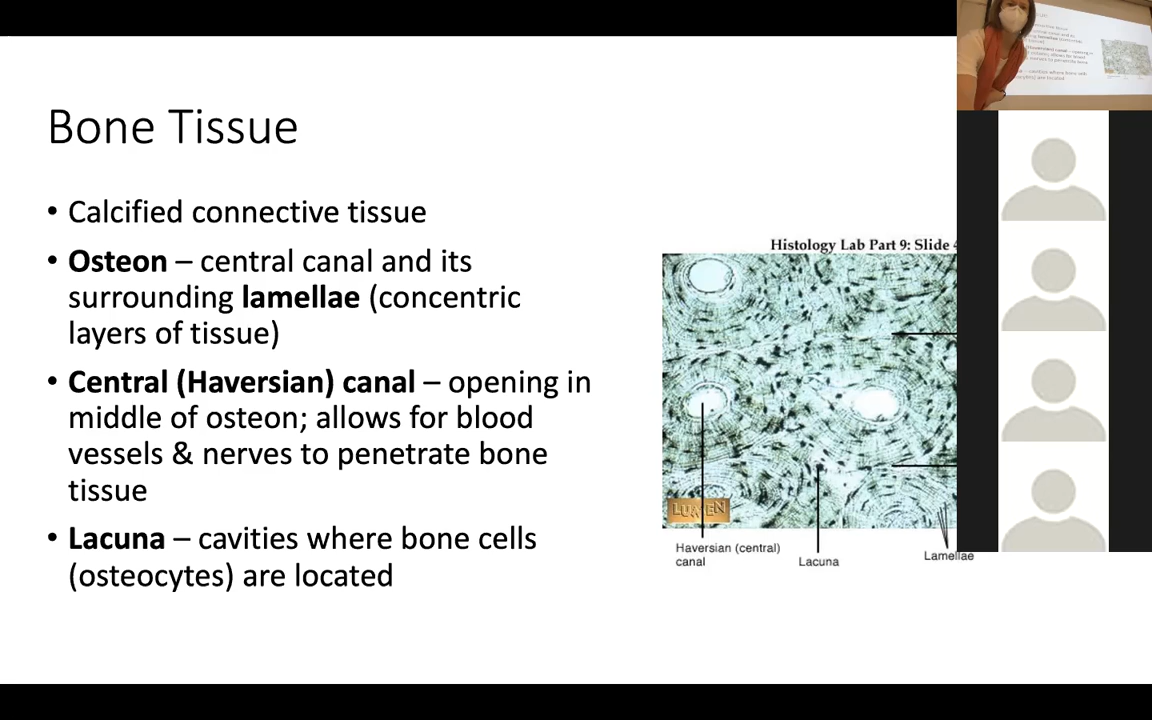 Bone Tissue
• Calcified connective tissue
• Osteon – central canal and its
surrounding lamellae (concentric
layers of tissue)
• Central (Haversian) canal – opening in
middle of osteon; allows for blood
vessels & nerves to penetrate bone
tissue
• Lacuna – cavities where bone cells
(osteocytes) are located
Histology Lab Part 9: Slide
LUMEN
Haversian (central)
canal
Lacuna
Lamellae